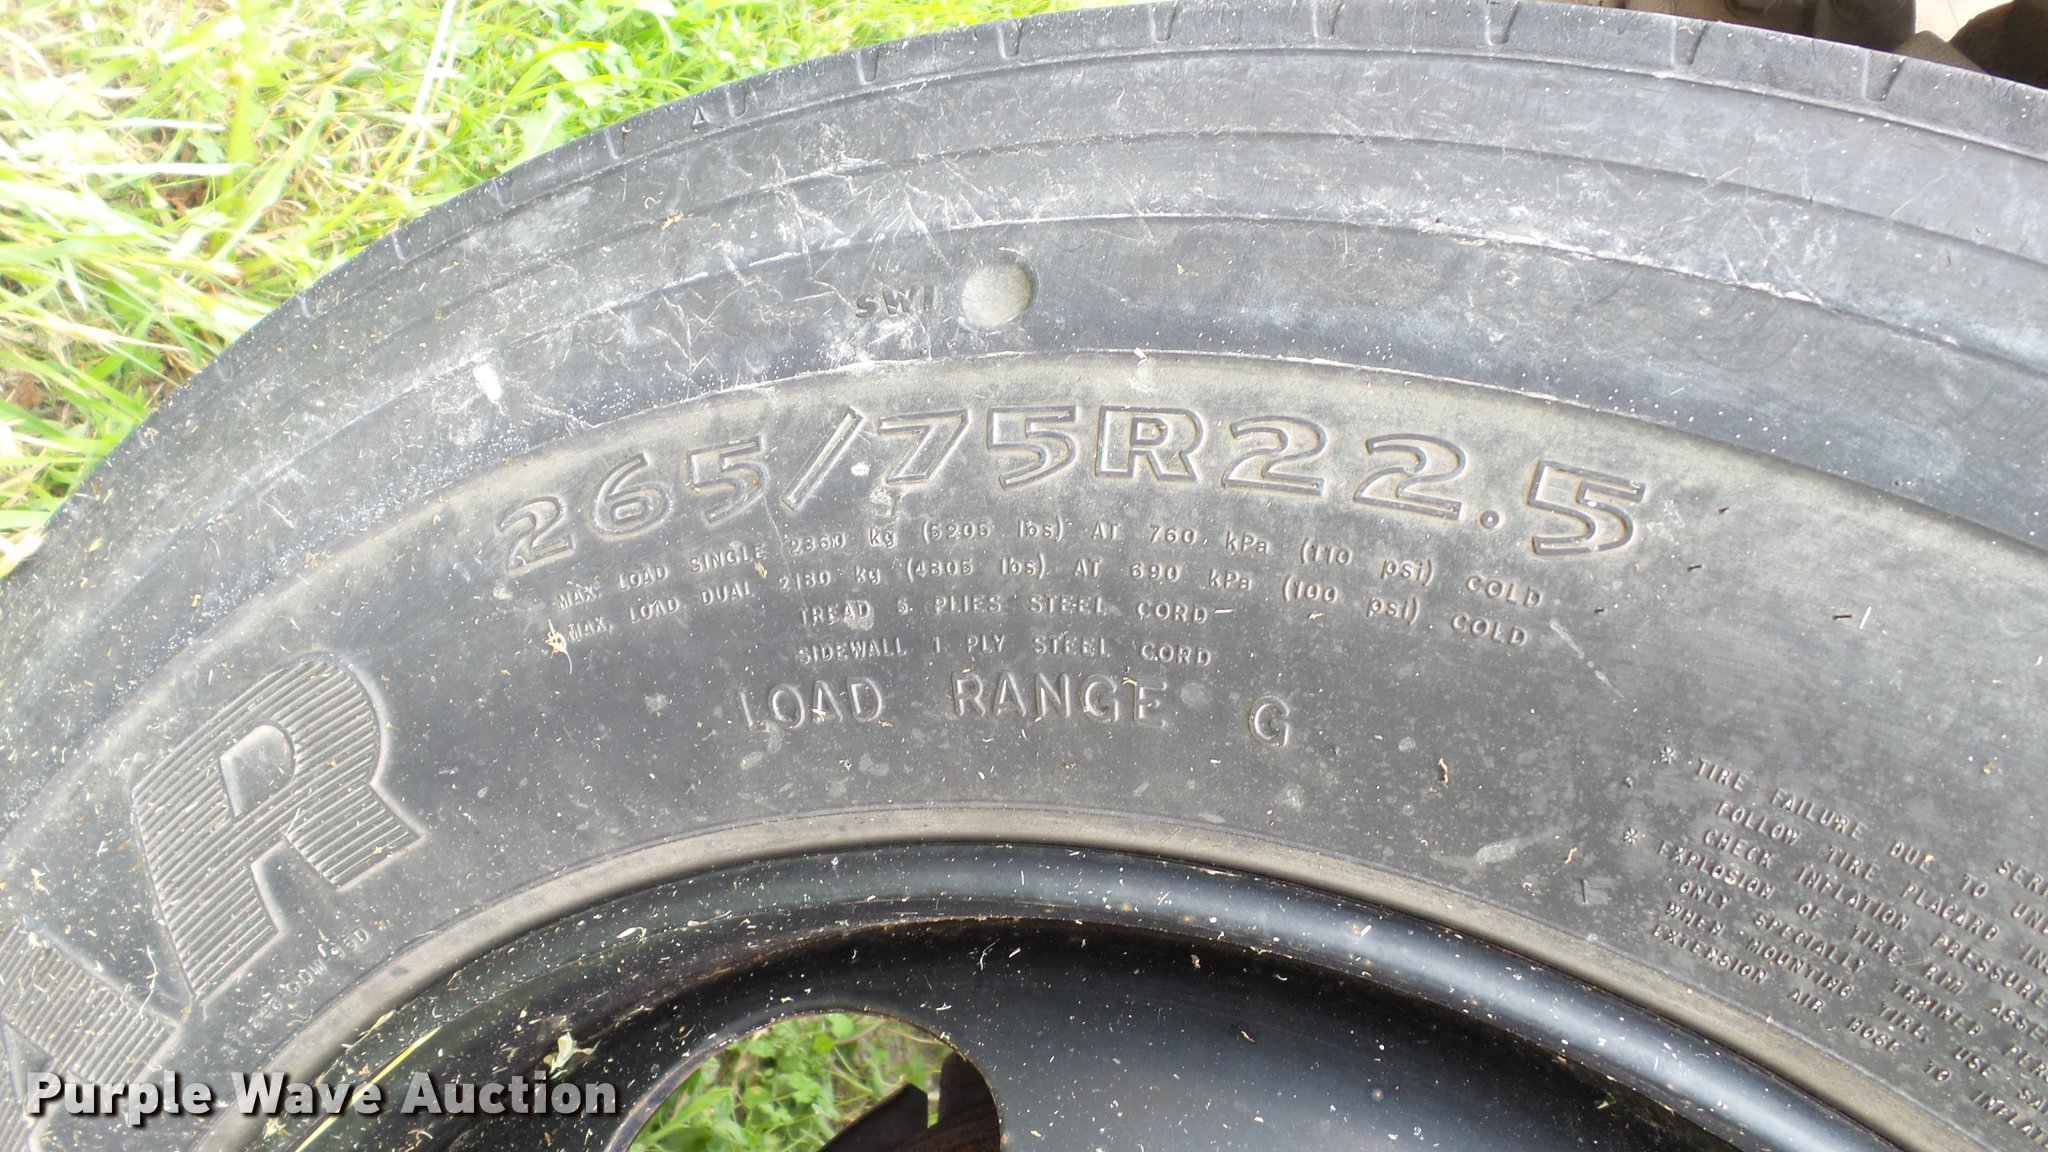 SWI
265/75R22.5
MAX. LOAD SINGLE 2360 kg (5205 lbs) AT 760 kPa (110 psi) COLD
MAX. LOAD DUAL 2180 kg (4805 lbs) AT 690 kPa (100 psi) COLD
TREAD 5 PLIES STEEL CORD
SIDEWALL 1 PLY STEEL CORD
LOAD RANGE G
R
* TIRE FAILURE DUE TO
FOLLOW TIRE PLACARD
CHECK INFLATION PRESSURE
* EXPLOSION OF TIRE/RIM
ONLY SPECIALLY TRAINED
WHEN MOUNTING TIRE, USE
EXTENSION AIR HOSE TO
Purple Wave Auction